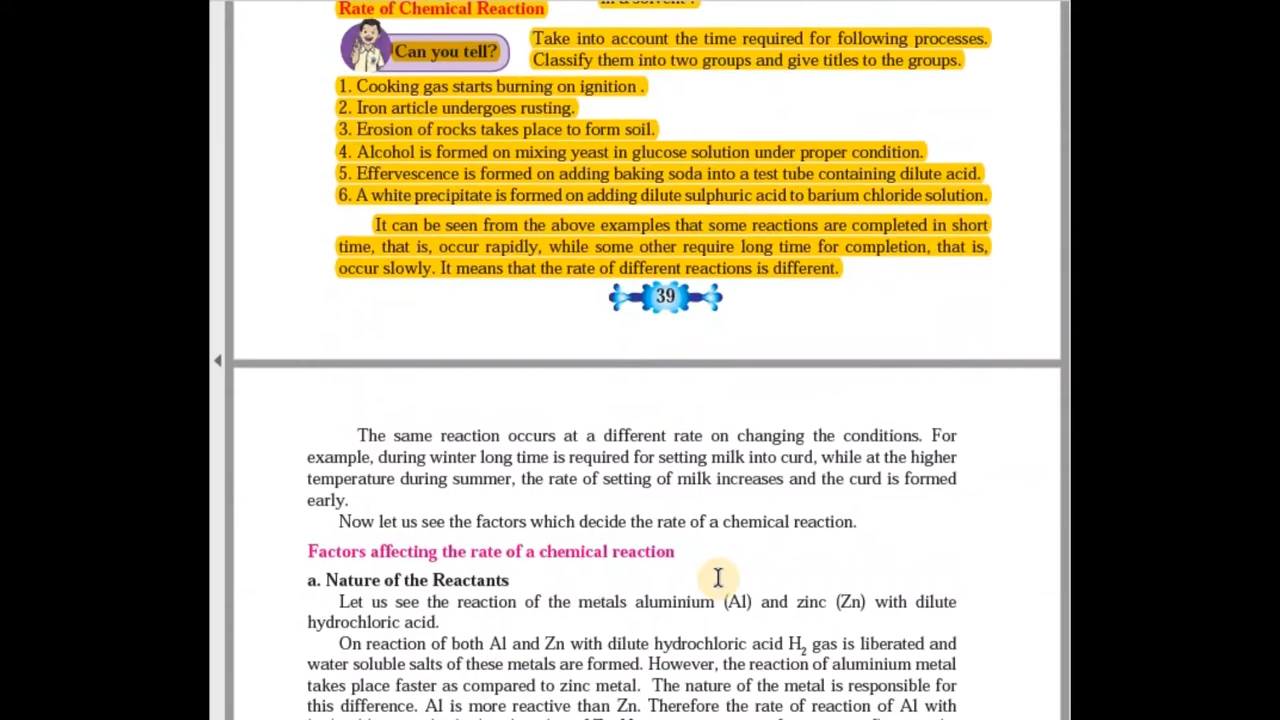 in a solvent ?
Rate of Chemical Reaction
Can you tell?
Take into account the time required for following processes.
Classify them into two groups and give titles to the groups.
1. Cooking gas starts burning on ignition .
2. Iron article undergoes rusting.
3. Erosion of rocks takes place to form soil.
4. Alcohol is formed on mixing yeast in glucose solution under proper condition.
5. Effervescence is formed on adding baking soda into a test tube containing dilute acid.
6. A white precipitate is formed on adding dilute sulphuric acid to barium chloride solution.
It can be seen from the above examples that some reactions are completed in short
time, that is, occur rapidly, while some other require long time for completion, that is,
occur slowly. It means that the rate of different reactions is different.
39
The same reaction occurs at a different rate on changing the conditions. For
example, during winter long time is required for setting milk into curd, while at the higher
temperature during summer, the rate of setting of milk increases and the curd is formed
early.
Now let us see the factors which decide the rate of a chemical reaction.
Factors affecting the rate of a chemical reaction
a. Nature of the Reactants
Let us see the reaction of the metals aluminium (Al) and zinc (Zn) with dilute
hydrochloric acid.
On reaction of both Al and Zn with dilute hydrochloric acid H₂ gas is liberated and
water soluble salts of these metals are formed. However, the reaction of aluminium metal
takes place faster as compared to zinc metal. The nature of the metal is responsible for
this difference. Al is more reactive than Zn. Therefore the rate of reaction of Al with